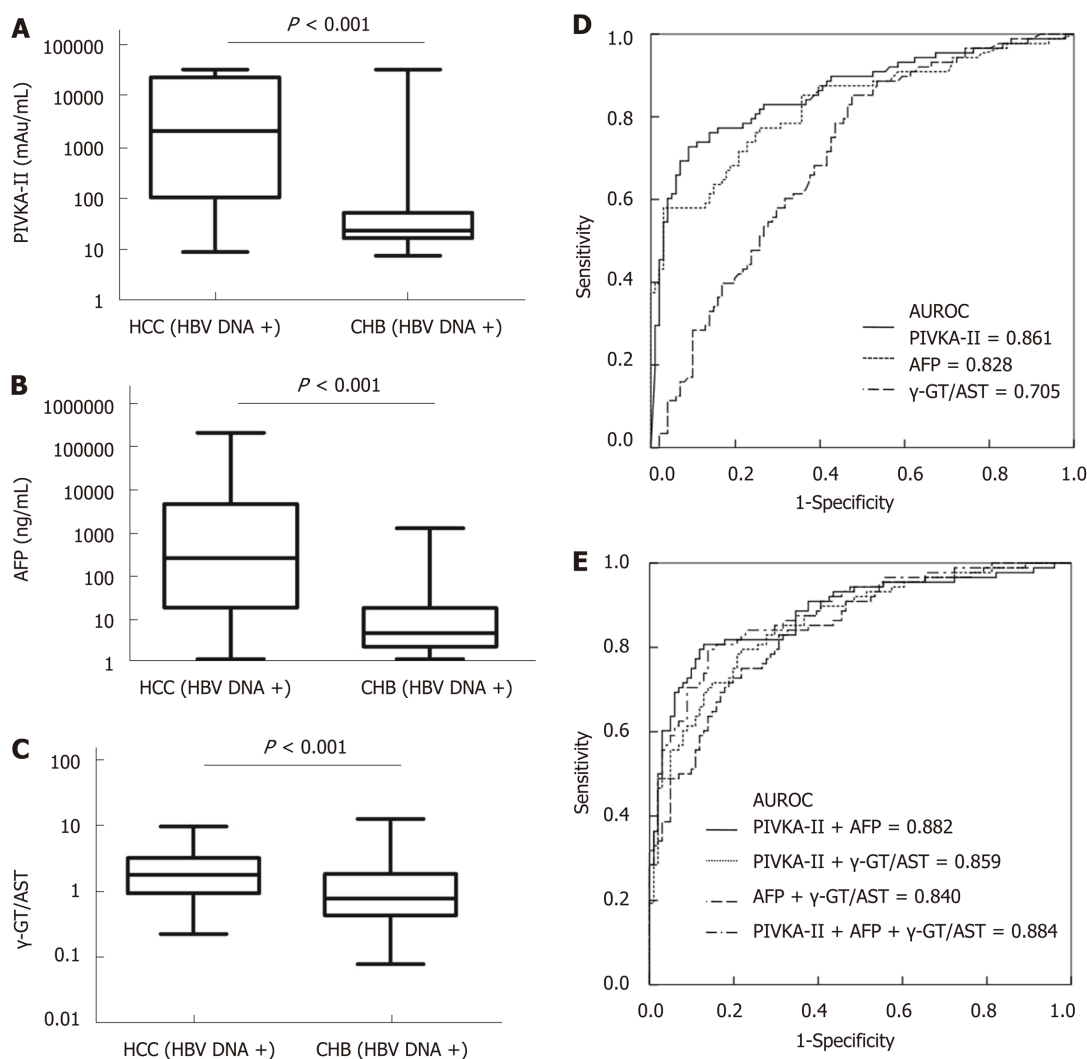 A
P < 0.001
PIVKA-II (mAu/mL)
100000
10000
1000
100
10
1
HCC (HBV DNA +)
CHB (HBV DNA +)
B
P < 0.001
AFP (ng/mL)
1000000
100000
10000
1000
100
10
1
HCC (HBV DNA +)
CHB (HBV DNA +)
C
P < 0.001
γ-GT/AST
100
10
1
0.1
0.01
HCC (HBV DNA +)
CHB (HBV DNA +)
D
Sensitivity
1.0
0.8
0.6
0.4
0.2
0.0
AUROC
PIVKA-II = 0.861
AFP = 0.828
γ-GT/AST = 0.705
0.0 0.2 0.4 0.6 0.8 1.0
1-Specificity
E
Sensitivity
1.0
0.8
0.6
0.4
0.2
0.0
AUROC
PIVKA-II + AFP = 0.882
PIVKA-II + γ-GT/AST = 0.859
AFP + γ-GT/AST = 0.840
PIVKA-II + AFP + γ-GT/AST = 0.884
0.0 0.2 0.4 0.6 0.8 1.0
1-Specificity